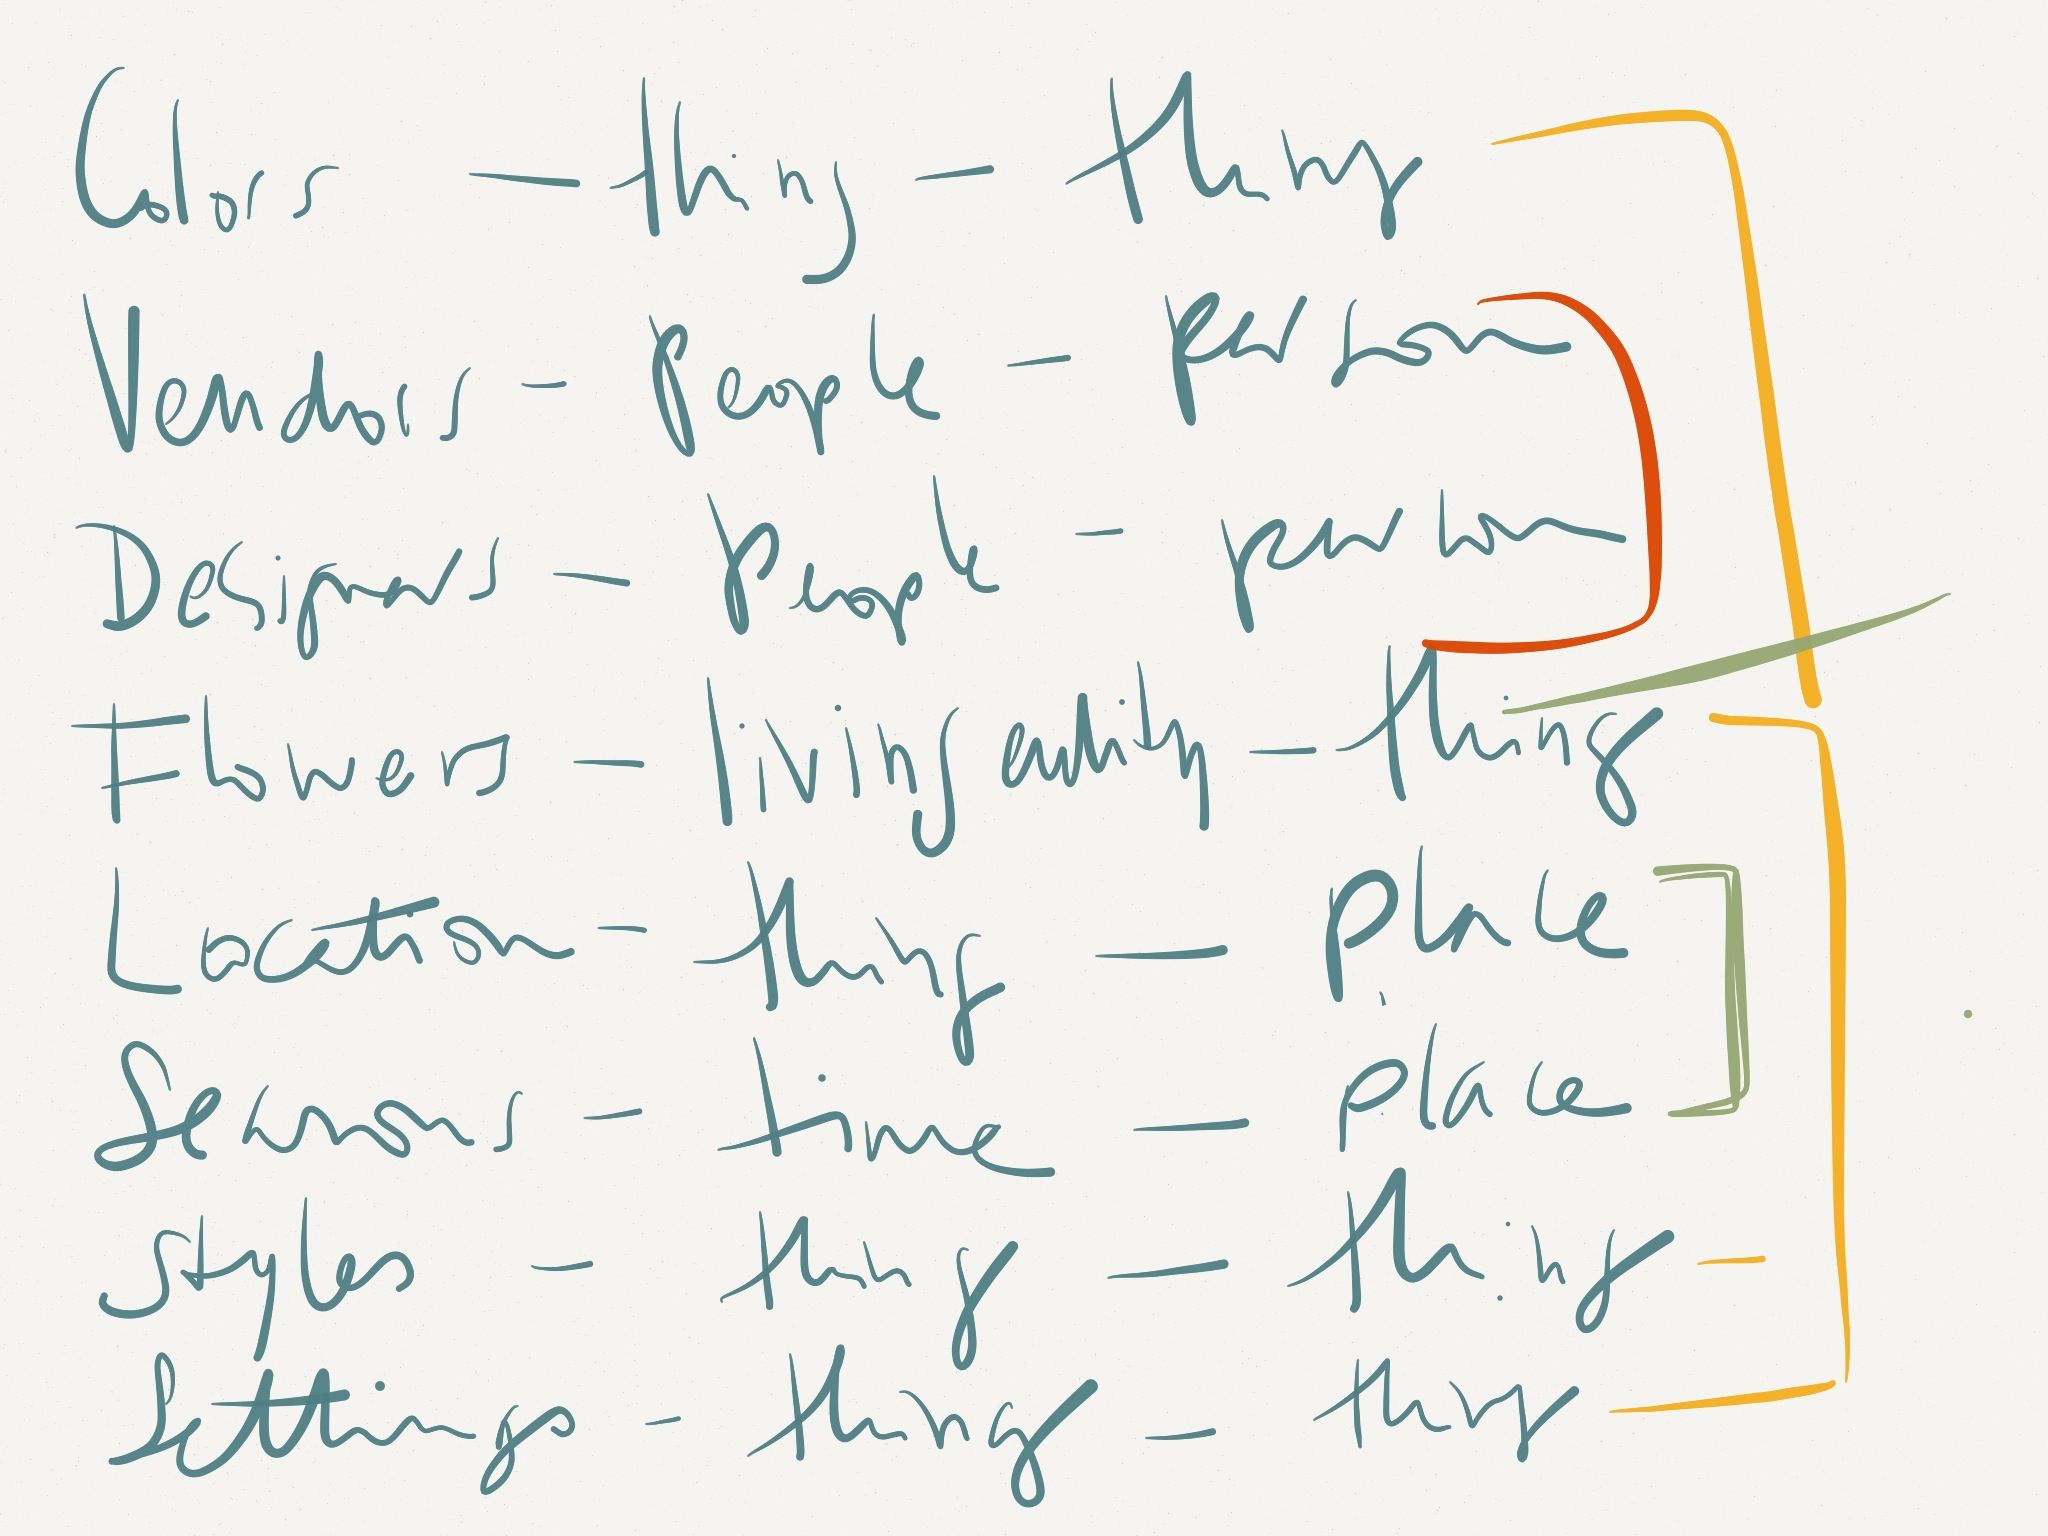 Colors — thing — thing
Vendors — People — person
Designers — People — person
Flowers — living entity — thing
Location — thing — place
Seasons — time — place
Styles — thing — thing
Settings — thing — thing